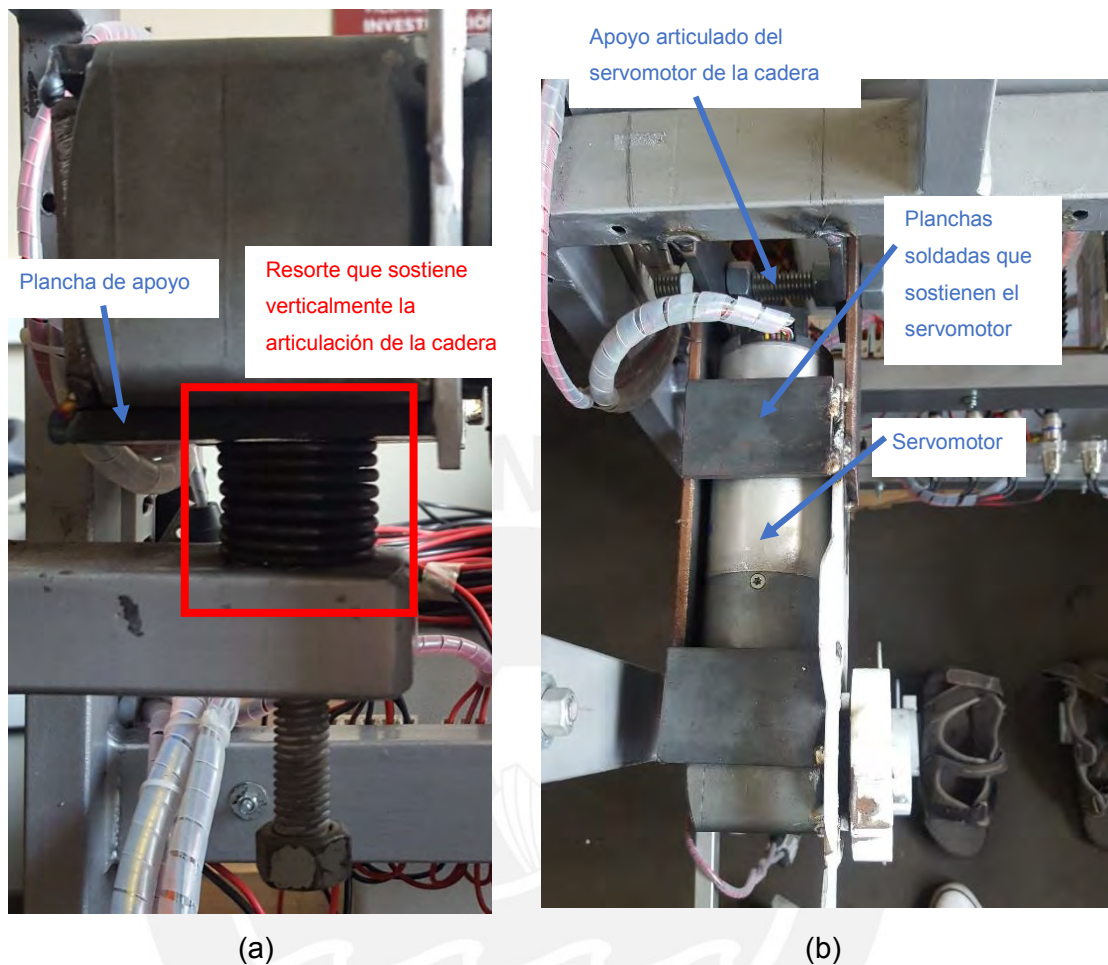 INVESTIGACIÓN
Plancha de apoyo
Resorte que sostiene
verticalmente la
articulación de la cadera
Apoyo articulado del
servomotor de la cadera
Planchas
soldadas que
sostienen el
servomotor
Servomotor
(a)
(b)